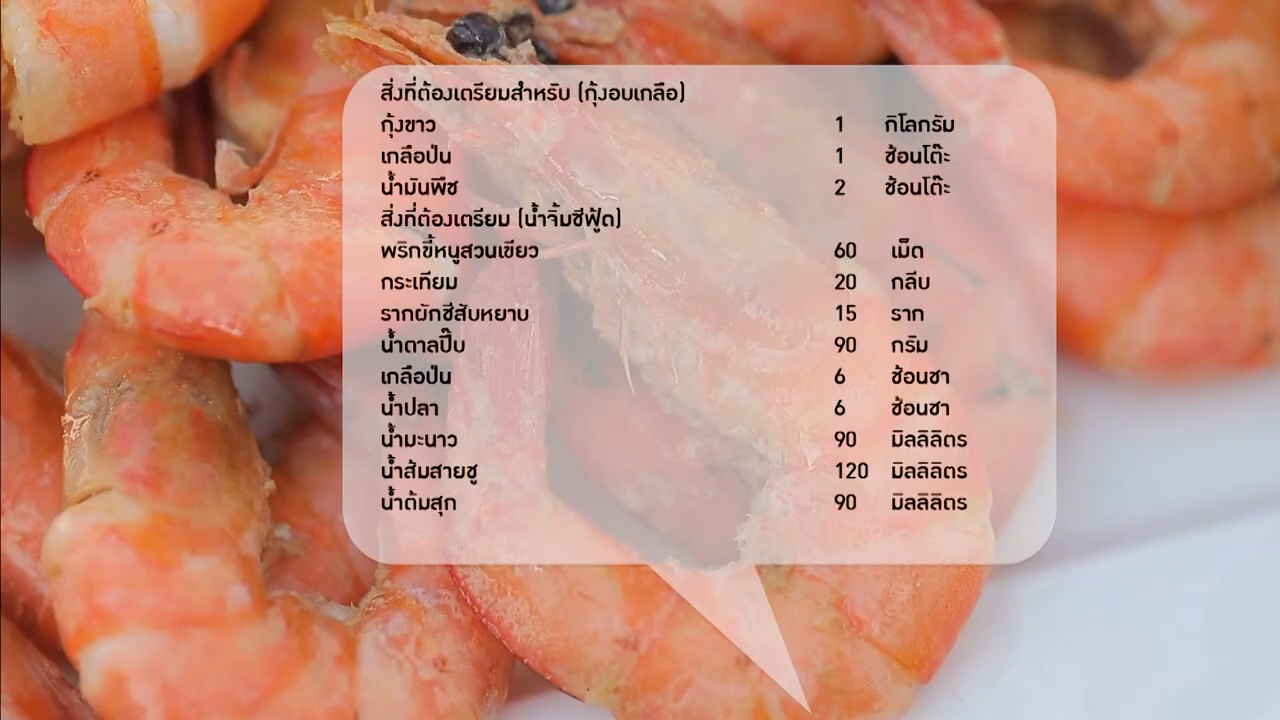 สิ่งที่ต้องเตรียมสำหรับ (กุ้งอบเกลือ)
กุ้งขาว 1 กิโลกรัม
เกลือป่น 1 ช้อนโต๊ะ
น้ำมันพืช 2 ช้อนโต๊ะ
สิ่งที่ต้องเตรียม (น้ำจิ้มซีฟู้ด)
พริกขี้หนูสวนเขียว 60 เม็ด
กระเทียม 20 กลีบ
รากผักชีสับหยาบ 15 ราก
น้ำตาลปี๊บ 90 กรัม
เกลือป่น 6 ช้อนชา
น้ำปลา 6 ช้อนชา
น้ำมะนาว 90 มิลลิลิตร
น้ำส้มสายชู 120 มิลลิลิตร
น้ำต้มสุก 90 มิลลิลิตร